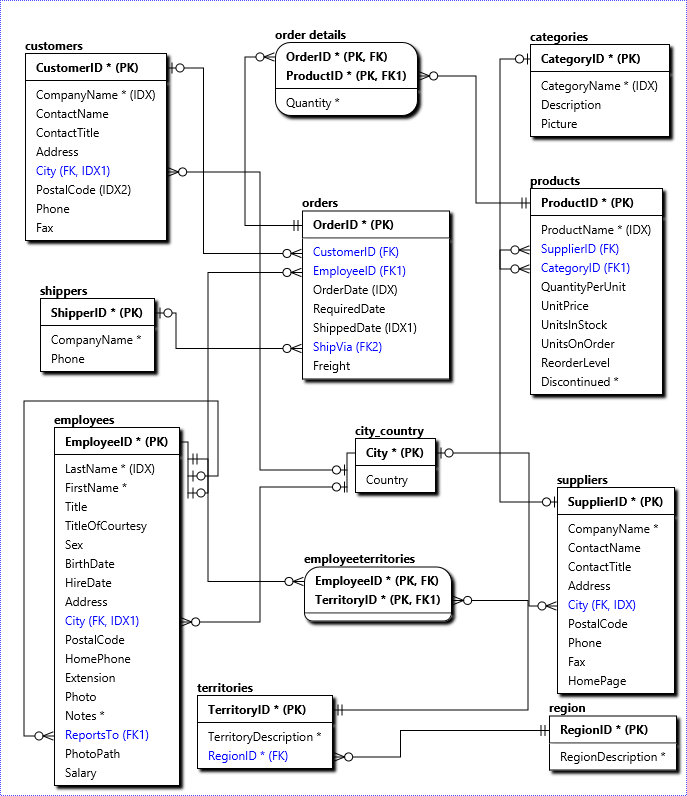 customers
CustomerID * (PK)
CompanyName * (IDX)
ContactName
ContactTitle
Address
City (FK, IDX1)
PostalCode (IDX2)
Phone
Fax
order details
OrderID * (PK, FK)
ProductID * (PK, FK1)
Quantity *
categories
CategoryID * (PK)
CategoryName * (IDX)
Description
Picture
products
ProductID * (PK)
ProductName * (IDX)
SupplierID (FK)
CategoryID (FK1)
QuantityPerUnit
UnitPrice
UnitsInStock
UnitsOnOrder
ReorderLevel
Discontinued *
orders
OrderID * (PK)
CustomerID (FK)
EmployeeID (FK1)
OrderDate (IDX)
RequiredDate
ShippedDate (IDX1)
ShipVia (FK2)
Freight
shippers
ShipperID * (PK)
CompanyName *
Phone
employees
EmployeeID * (PK)
LastName * (IDX)
FirstName *
Title
TitleOfCourtesy
Sex
BirthDate
HireDate
Address
City (FK, IDX1)
PostalCode
HomePhone
Extension
Photo
Notes *
ReportsTo (FK1)
PhotoPath
Salary
city_country
City * (PK)
Country
suppliers
SupplierID * (PK)
CompanyName *
ContactName
ContactTitle
Address
City (FK, IDX)
PostalCode
Phone
Fax
HomePage
employeeterritories
EmployeeID * (PK, FK)
TerritoryID * (PK, FK1)
territories
TerritoryID * (PK)
TerritoryDescription *
RegionID * (FK)
region
RegionID * (PK)
RegionDescription *